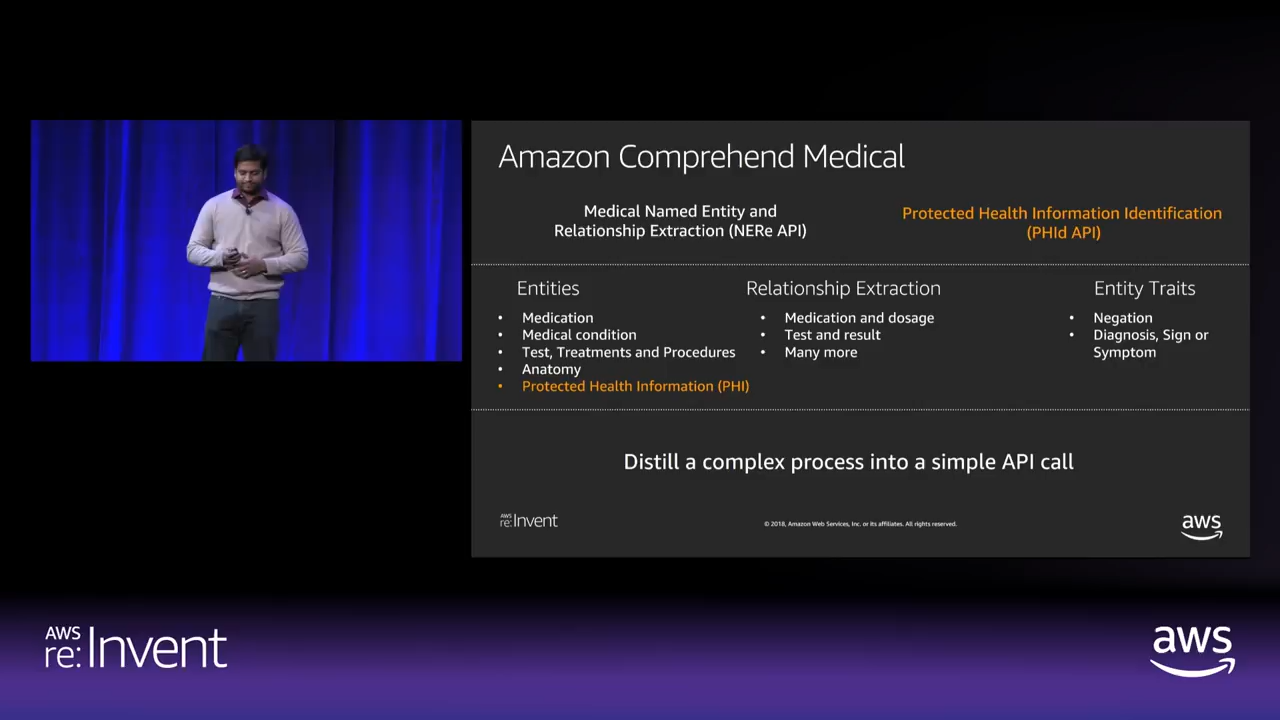 Amazon Comprehend Medical
Medical Named Entity and
Relationship Extraction (NERe API)
Protected Health Information Identification
(PHId API)
Entities
• Medication
• Medical condition
• Test, Treatments and Procedures
• Anatomy
• Protected Health Information (PHI)
Relationship Extraction
• Medication and dosage
• Test and result
• Many more
Entity Traits
• Negation
• Diagnosis, Sign or
Symptom
Distill a complex process into a simple API call
AWS
re:Invent
© 2018, Amazon Web Services, Inc. or its affiliates. All rights reserved.
aws
AWS
re:Invent
aws